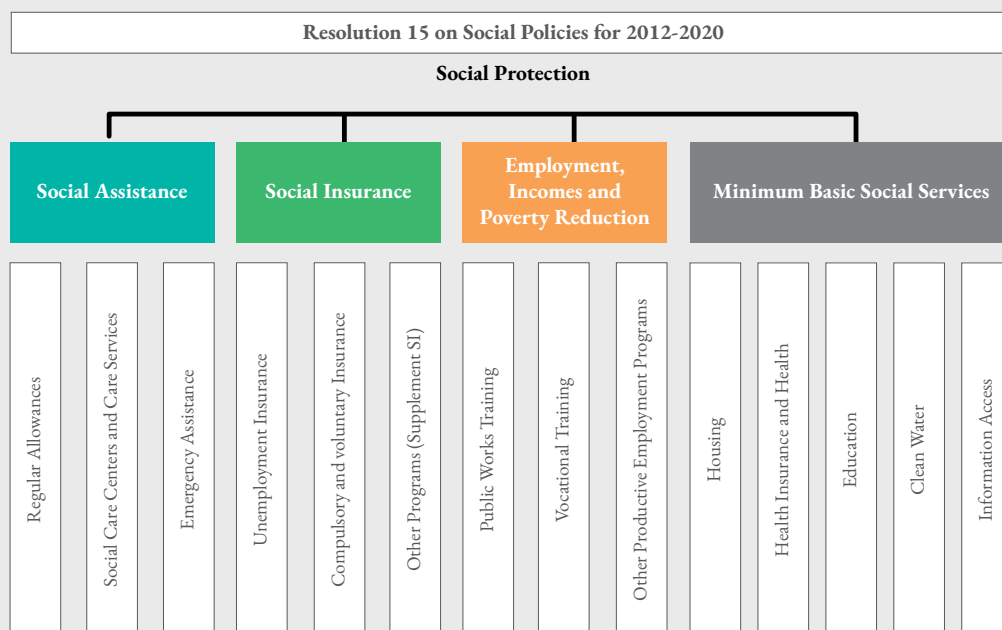 Resolution 15 on Social Policies for 2012-2020
Social Protection
Social Assistance
Social Insurance
Employment,
Incomes and
Poverty Reduction
Minimum Basic Social Services
Regular Allowances
Social Care Centers and Care Services
Emergency Assistance
Unemployment Insurance
Compulsory and voluntary Insurance
Other Programs (Supplement SI)
Public Works Training
Vocational Training
Other Productive Employment Programs
Housing
Health Insurance and Health
Education
Clean Water
Information Access